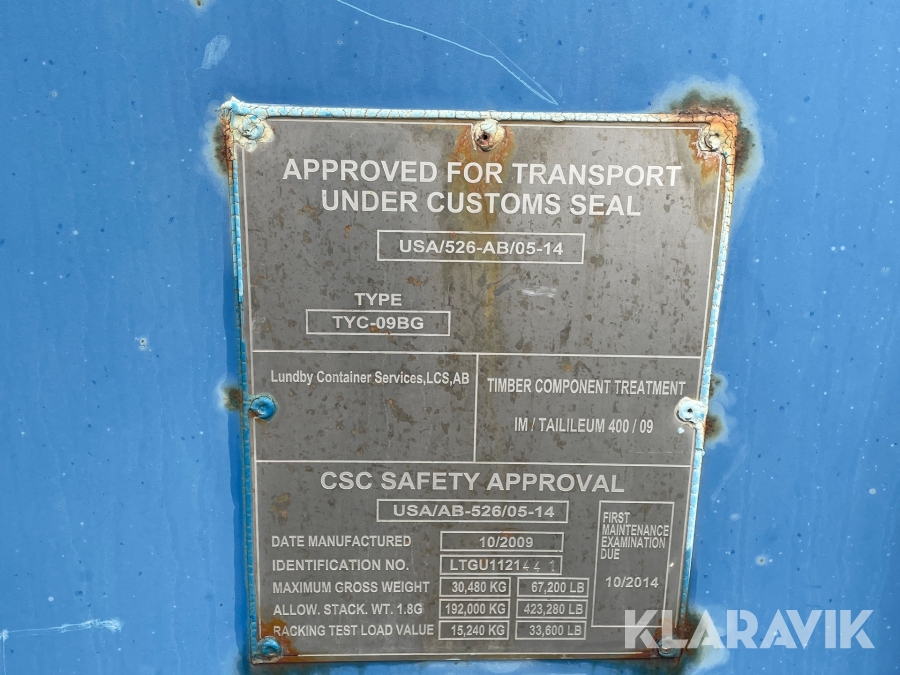 APPROVED FOR TRANSPORT
UNDER CUSTOMS SEAL
USA/526-AB/05-14
TYPE
TYC-09BG
Lundby Container Services,LCS,AB
TIMBER COMPONENT TREATMENT
IM / TAILILEUM 400 / 09
CSC SAFETY APPROVAL
USA/AB-526/05-14
FIRST
MAINTENANCE
EXAMINATION
DUE
10/2014
DATE MANUFACTURED 10/2009
IDENTIFICATION NO. LTGU112144 1
MAXIMUM GROSS WEIGHT 30,480 KG 67,200 LB
ALLOW. STACK. WT. 1.8G 192,000 KG 423,280 LB
RACKING TEST LOAD VALUE 15,240 KG 33,600 LB
KLARAVIK